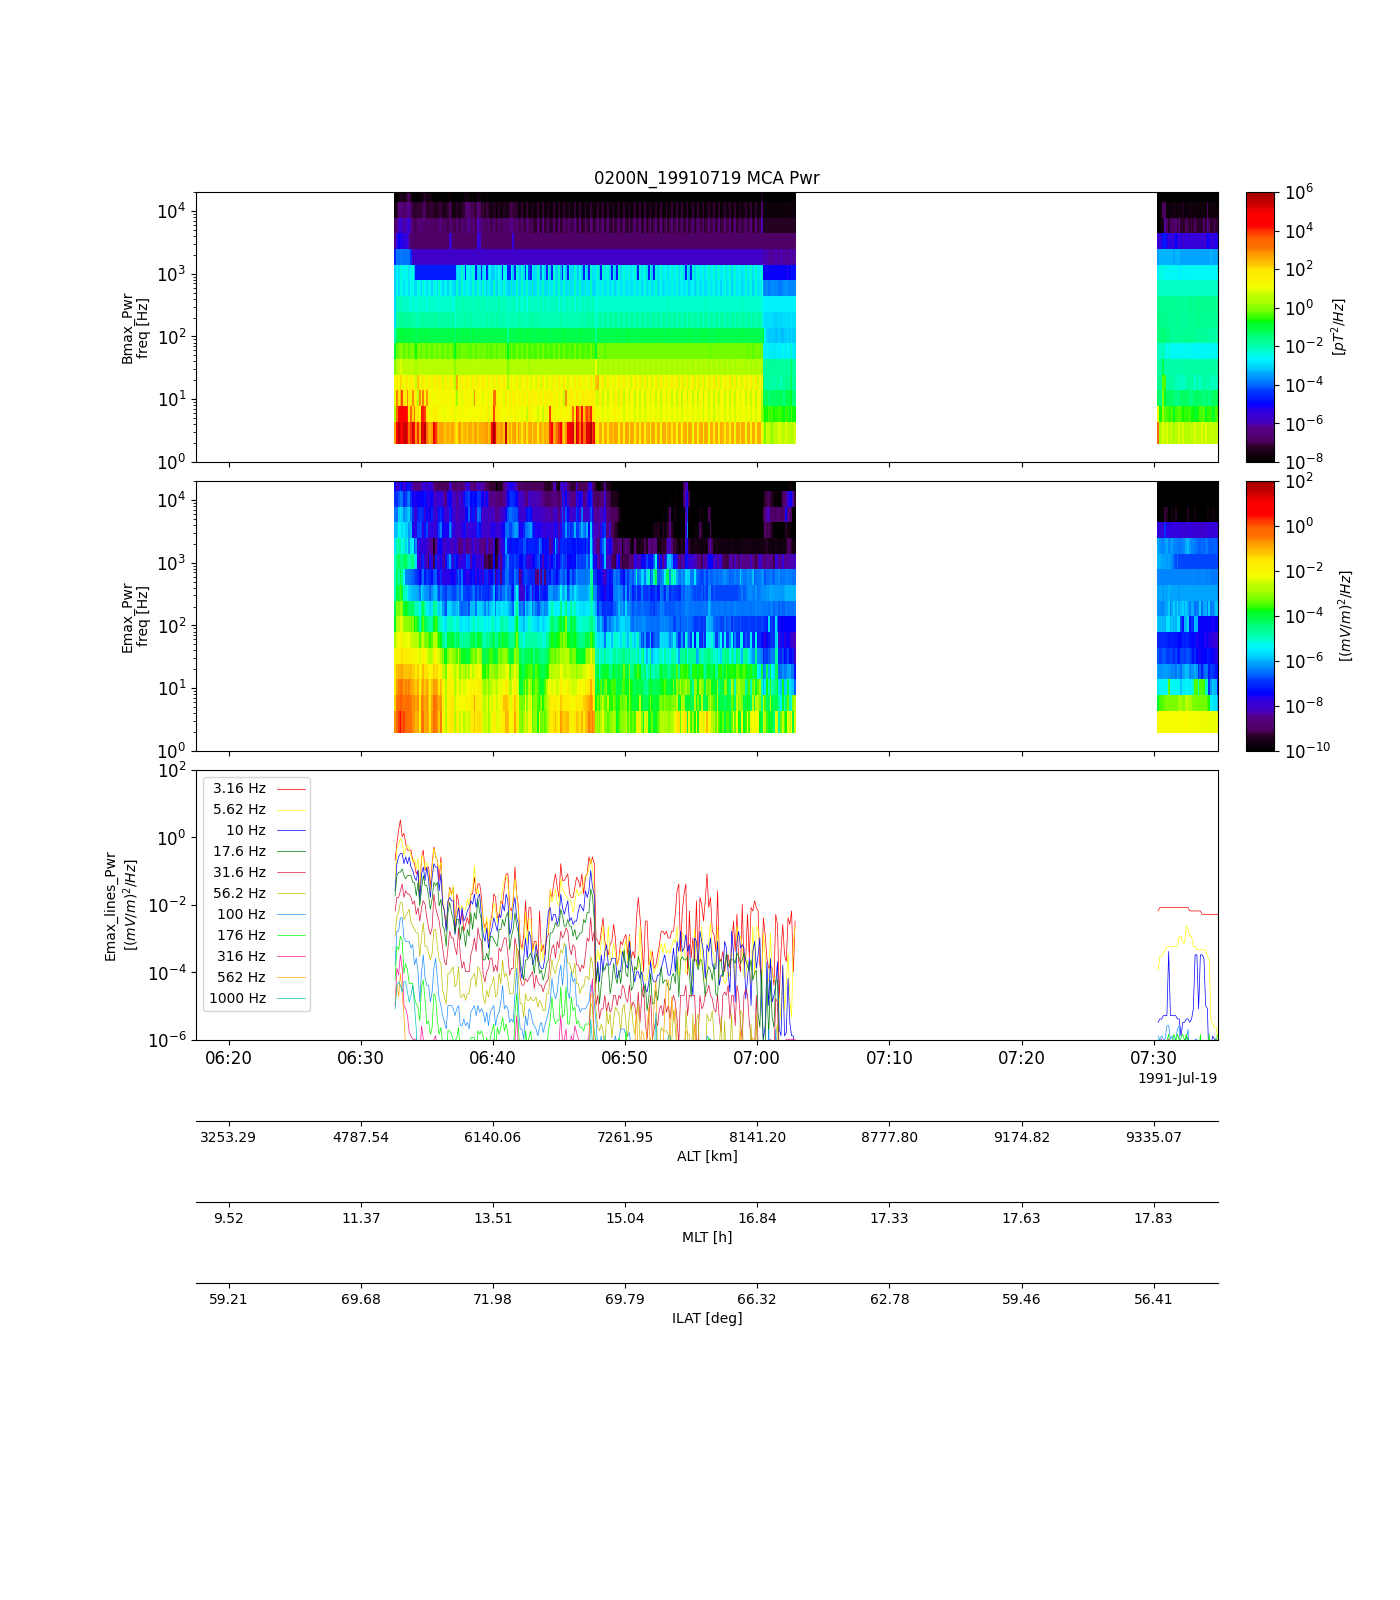 0200N_19910719 MCA Pwr
10^4
10^3
10^2
10^1
10^0
Bmax_Pwr
freq [Hz]
10^6
10^4
10^2
10^0
10^−2
10^−4
10^−6
10^−8
[pT^2/Hz]
10^4
10^3
10^2
10^1
10^0
Emax_Pwr
freq [Hz]
10^2
10^0
10^−2
10^−4
10^−6
10^−8
10^−10
[(mV/m)^2/Hz]
10^2
10^0
10^−2
10^−4
10^−6
Emax_lines_Pwr
[(mV/m)^2/Hz]
3.16 Hz
5.62 Hz
10 Hz
17.6 Hz
31.6 Hz
56.2 Hz
100 Hz
176 Hz
316 Hz
562 Hz
1000 Hz
06:20 06:30 06:40 06:50 07:00 07:10 07:20 07:30
1991-Jul-19
3253.29 4787.54 6140.06 7261.95 8141.20 8777.80 9174.82 9335.07
ALT [km]
9.52 11.37 13.51 15.04 16.84 17.33 17.63 17.83
MLT [h]
59.21 69.68 71.98 69.79 66.32 62.78 59.46 56.41
ILAT [deg]